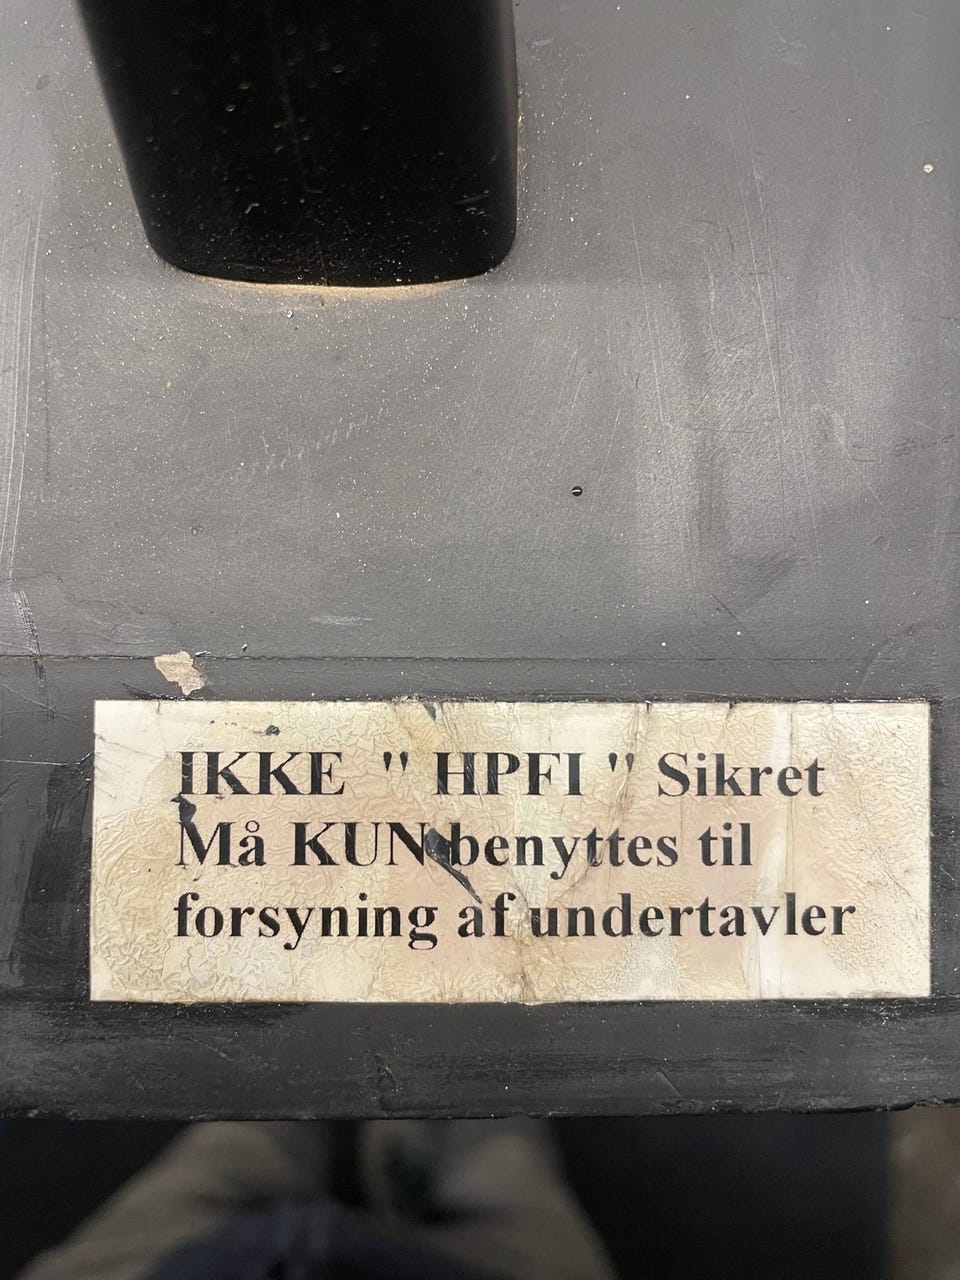 IKKE " HPFI " Sikret
Må KUN benyttes til
forsyning af undertavler